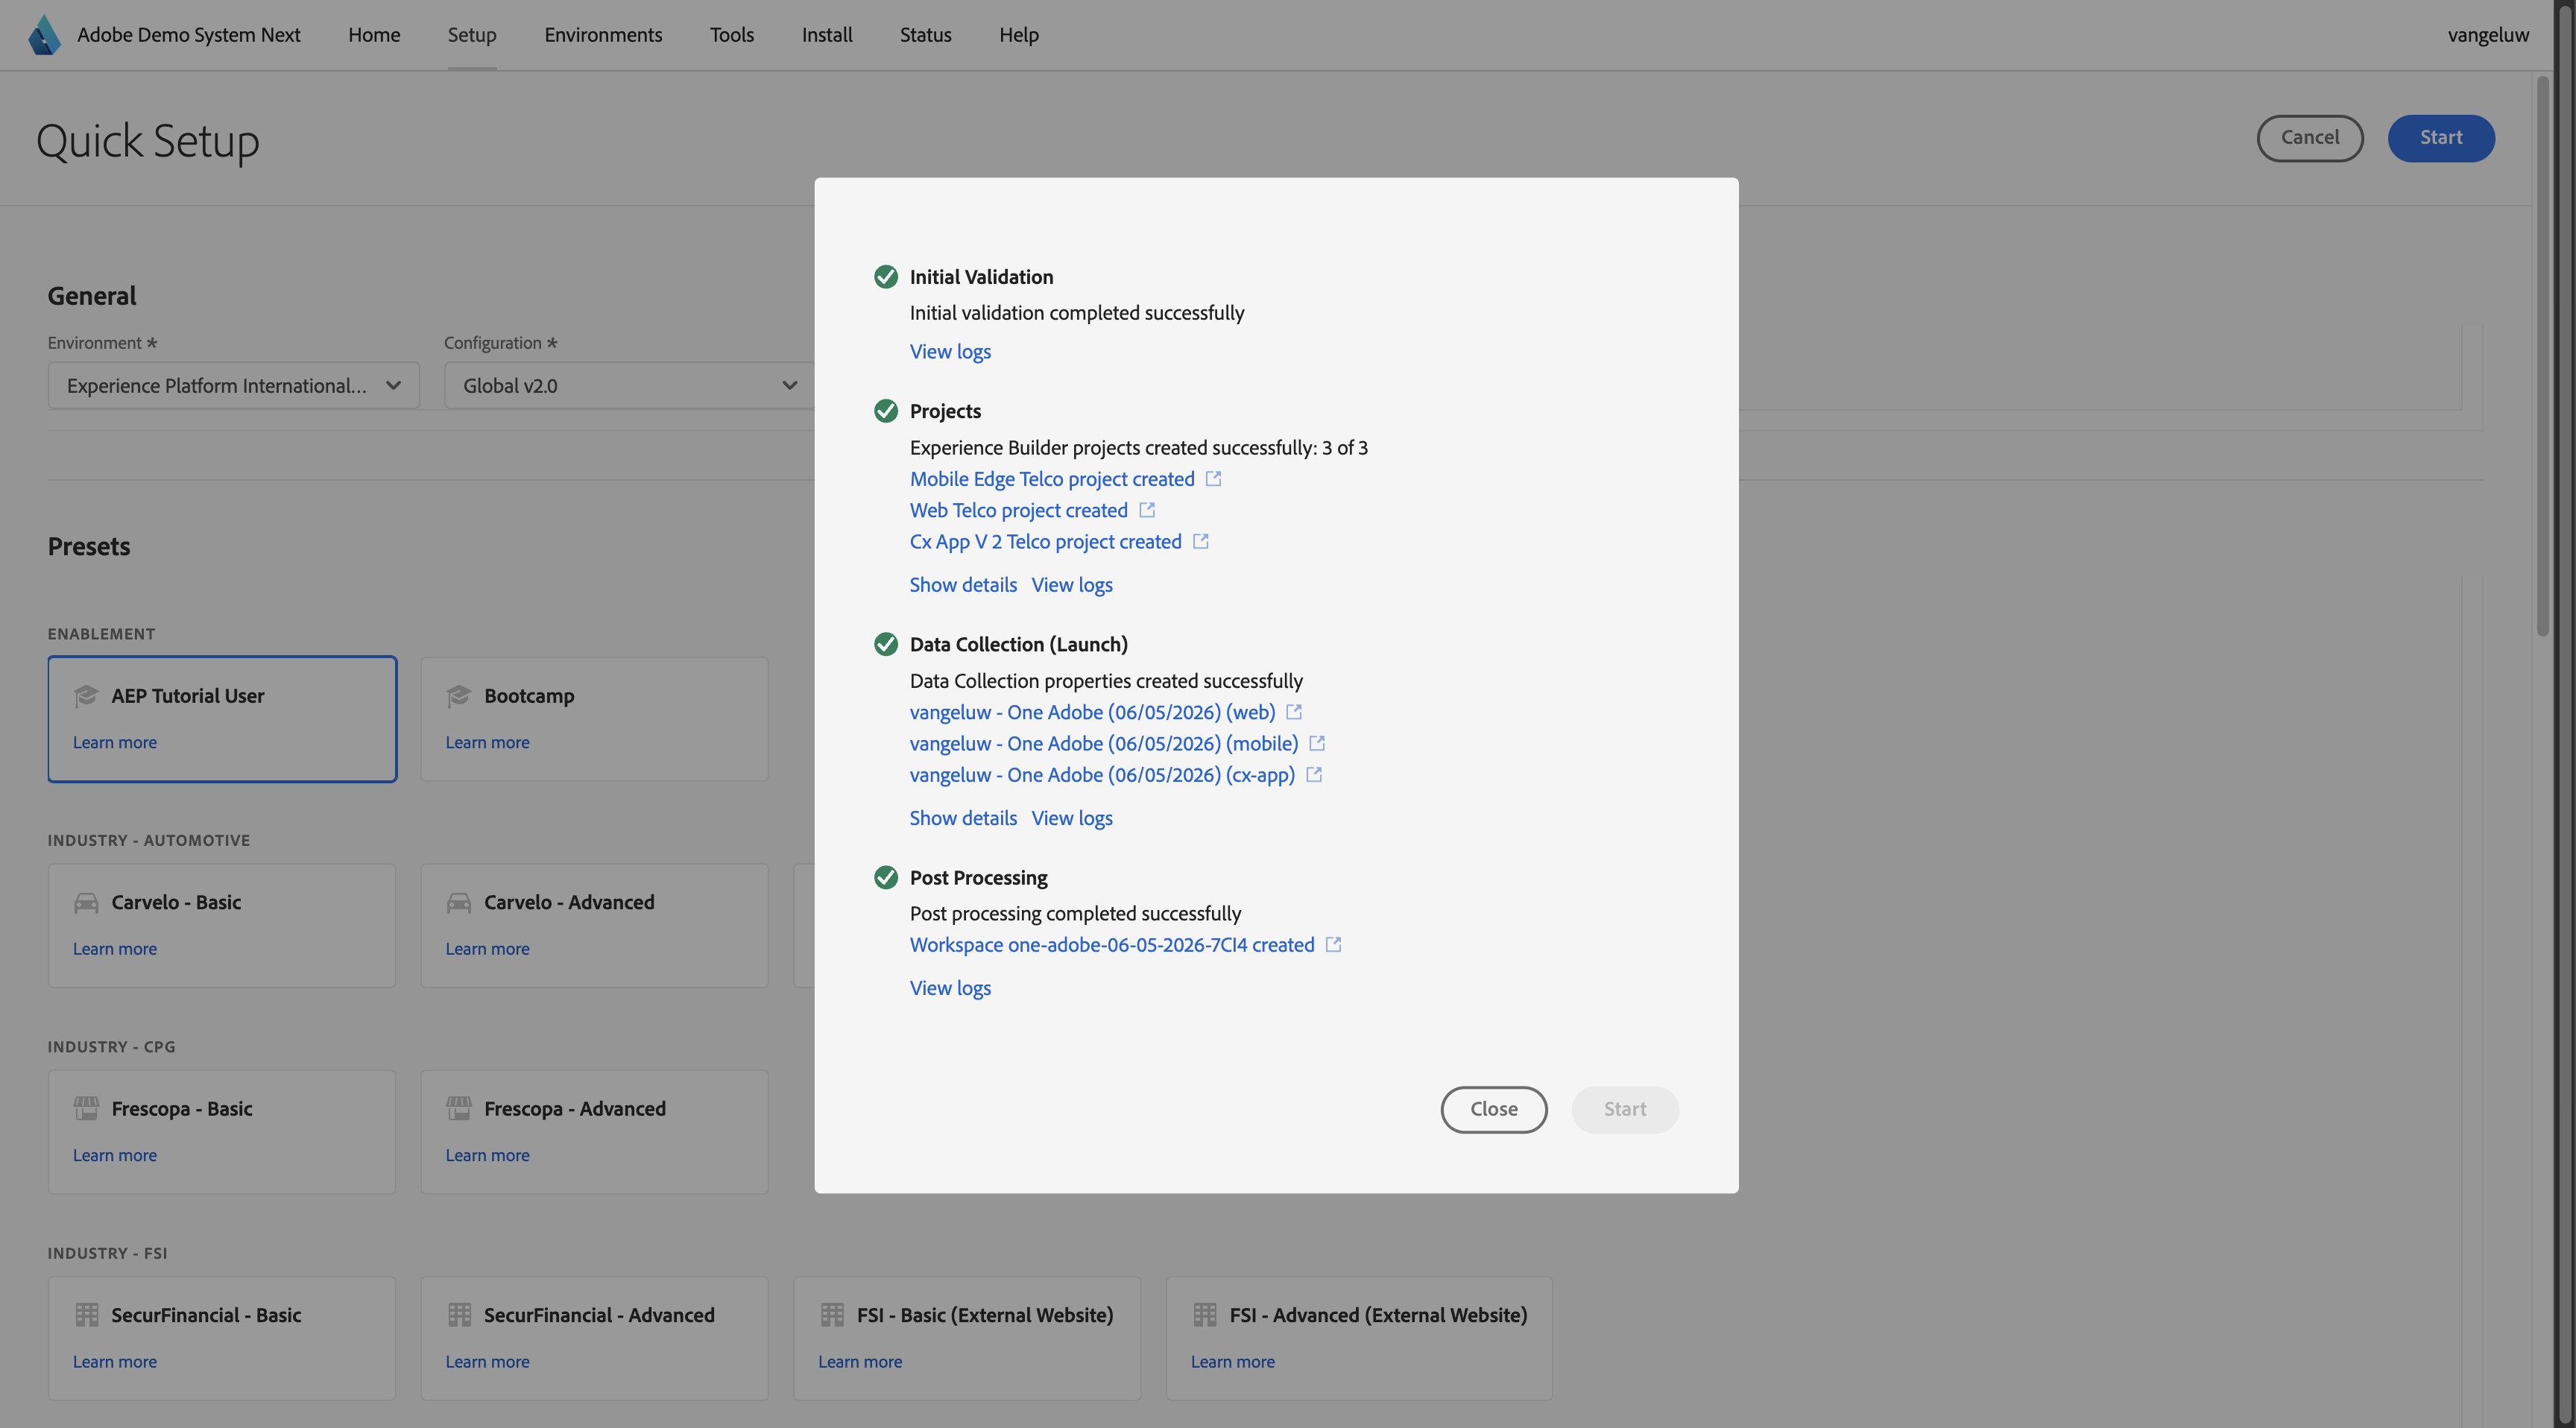 Adobe Demo System Next Home Setup Environments Tools Install Status Help vangeluw
Quick Setup
Cancel Start
General
Environment * Configuration *
Experience Platform International... Global v2.0
Presets
ENABLEMENT
AEP Tutorial User
Learn more
Bootcamp
Learn more
INDUSTRY - AUTOMOTIVE
Carvelo - Basic
Learn more
Carvelo - Advanced
Learn more
INDUSTRY - CPG
Frescopa - Basic
Learn more
Frescopa - Advanced
Learn more
INDUSTRY - FSI
SecurFinancial - Basic
Learn more
SecurFinancial - Advanced
Learn more
FSI - Basic (External Website)
Learn more
FSI - Advanced (External Website)
Learn more
Initial Validation
Initial validation completed successfully
View logs
Projects
Experience Builder projects created successfully: 3 of 3
Mobile Edge Telco project created
Web Telco project created
Cx App V 2 Telco project created
Show details View logs
Data Collection (Launch)
Data Collection properties created successfully
vangeluw - One Adobe (06/05/2026) (web)
vangeluw - One Adobe (06/05/2026) (mobile)
vangeluw - One Adobe (06/05/2026) (cx-app)
Show details View logs
Post Processing
Post processing completed successfully
Workspace one-adobe-06-05-2026-7CI4 created
View logs
Close Start